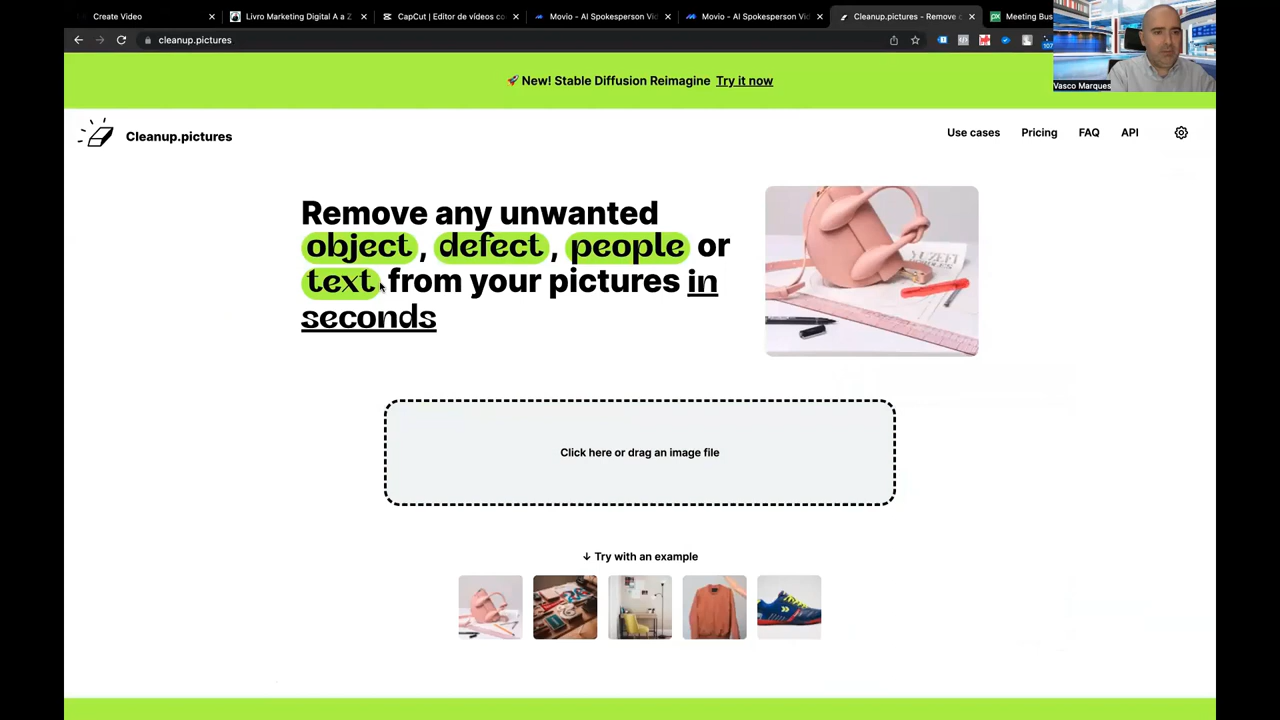 Create Video
Livro Marketing Digital A a Z
CapCut | Editor de vídeos co
Movio - AI Spokesperson Vi
Movio - AI Spokesperson Vi
Cleanup.pictures - Remove
Meeting Bus
cleanup.pictures
107
Vasco Marques
🚀 New! Stable Diffusion Reimagine Try it now
Cleanup.pictures
Use cases Pricing FAQ API
Remove any unwanted
object, defect, people or
text from your pictures in
seconds
Click here or drag an image file
↓ Try with an example